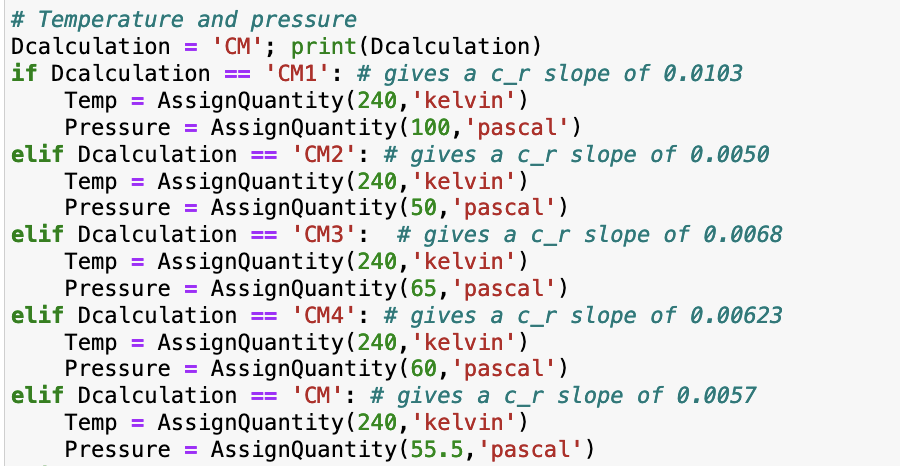 # Temperature and pressure
Dcalculation = 'CM'; print(Dcalculation)
if Dcalculation == 'CM1': # gives a c_r slope of 0.0103
    Temp = AssignQuantity(240,'kelvin')
    Pressure = AssignQuantity(100,'pascal')
elif Dcalculation == 'CM2': # gives a c_r slope of 0.0050
    Temp = AssignQuantity(240,'kelvin')
    Pressure = AssignQuantity(50,'pascal')
elif Dcalculation == 'CM3':  # gives a c_r slope of 0.0068
    Temp = AssignQuantity(240,'kelvin')
    Pressure = AssignQuantity(65,'pascal')
elif Dcalculation == 'CM4': # gives a c_r slope of 0.00623
    Temp = AssignQuantity(240,'kelvin')
    Pressure = AssignQuantity(60,'pascal')
elif Dcalculation == 'CM': # gives a c_r slope of 0.0057
    Temp = AssignQuantity(240,'kelvin')
    Pressure = AssignQuantity(55.5,'pascal')